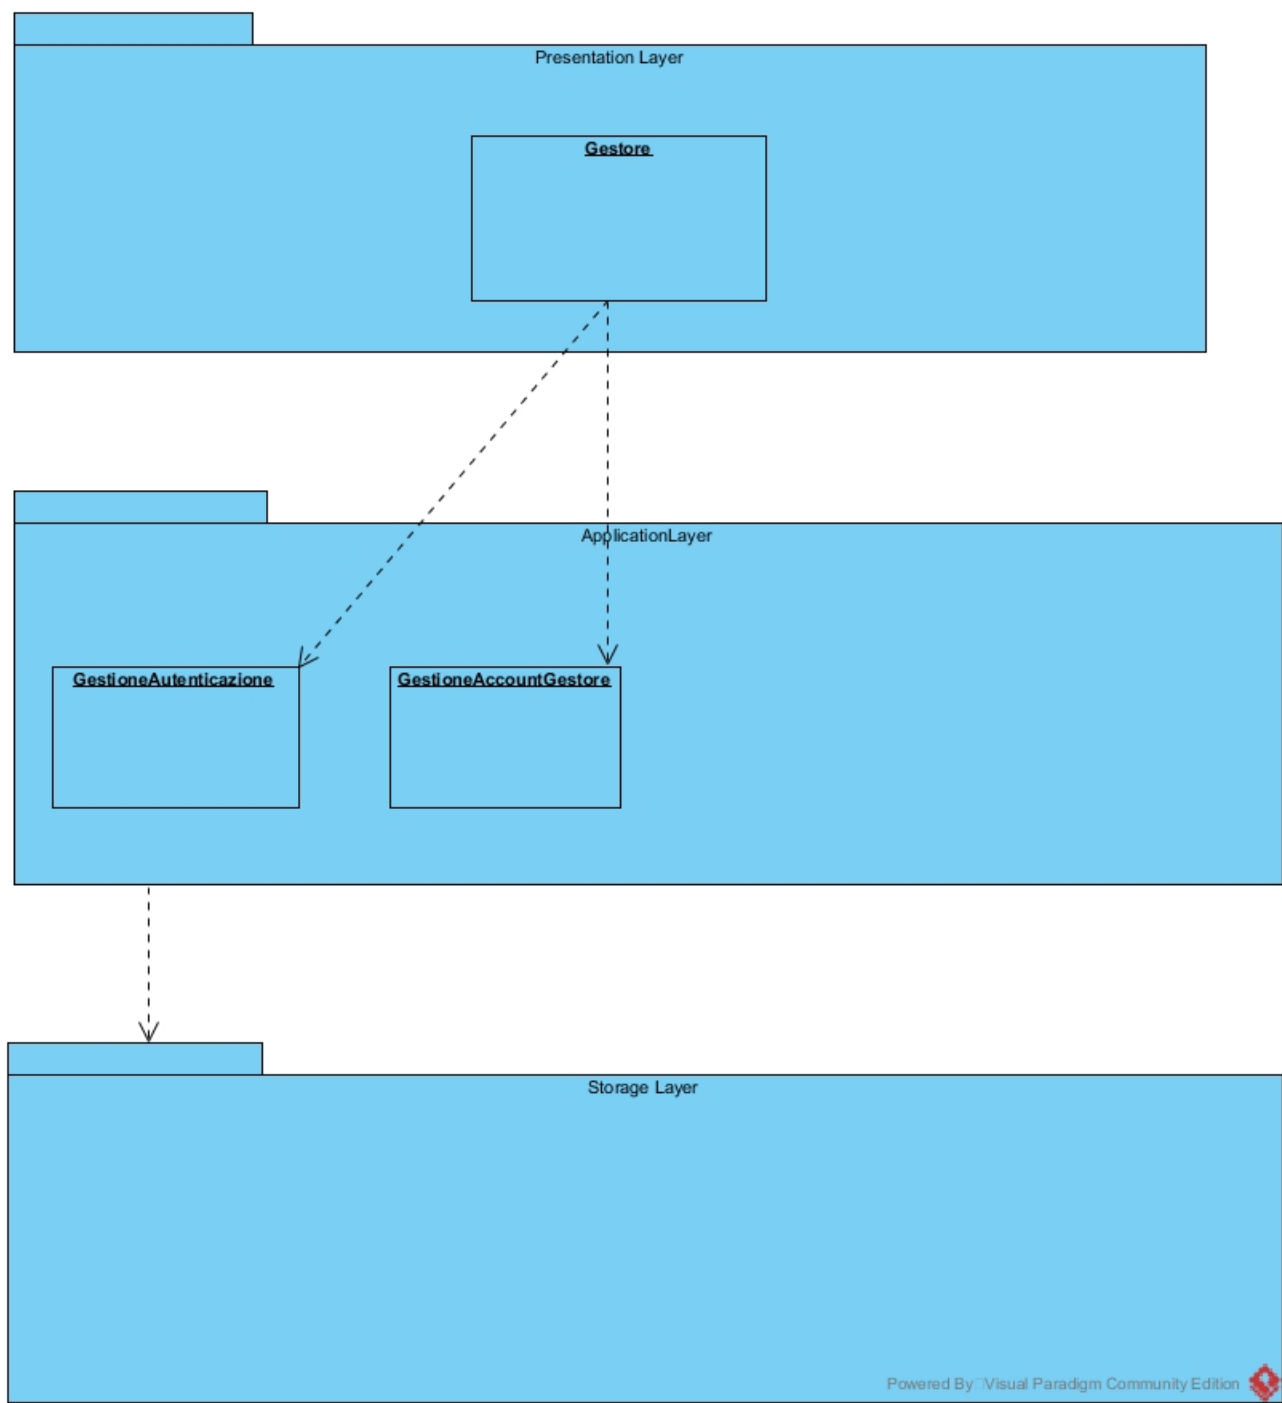 Presentation Layer
Gestore
ApplicationLayer
GestioneAutenticazione
GestioneAccountGestore
Storage Layer
Powered By Visual Paradigm Community Edition